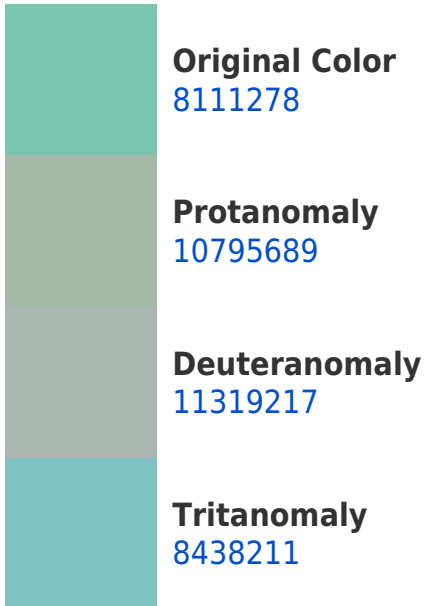 Original Color
8111278
Protanomaly
10795689
Deuteranomaly
11319217
Tritanomaly
8438211